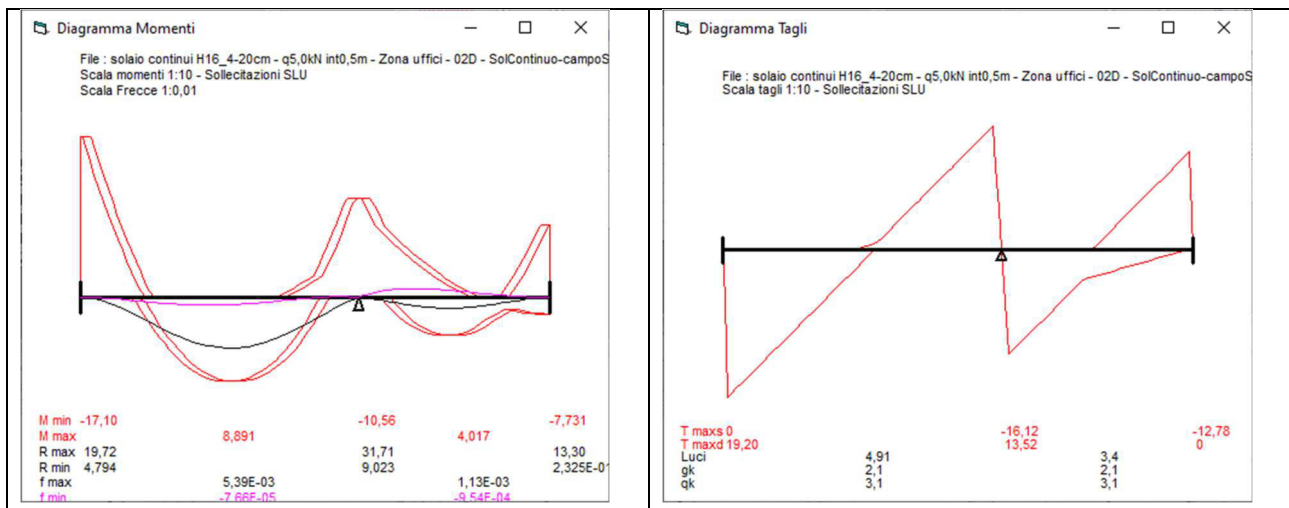 Diagramma Momenti
File : solaio continui H16_4-20cm - q5,0kN int0,5m - Zona uffici - 02D - SolContinuo-campoS
Scala momenti 1:10 - Sollecitazioni SLU
Scala Frecce 1:0,01
M min -17,10 -10,56 -7,731
M max 8,891 4,017
R max 19,72 31,71 13,30
R min 4,794 9,023 2,325E-01
f max 5,39E-03 1,13E-03
f min -7,66E-05 -9,54E-04
Diagramma Tagli
File : solaio continui H16_4-20cm - q5,0kN int0,5m - Zona uffici - 02D - SolContinuo-campoS
Scala tagli 1:10 - Sollecitazioni SLU
T maxs 0 -16,12 -12,78
T maxd 19,20 13,52 0
Luci 4,91 3,4
gk 2,1 2,1
qk 3,1 3,1